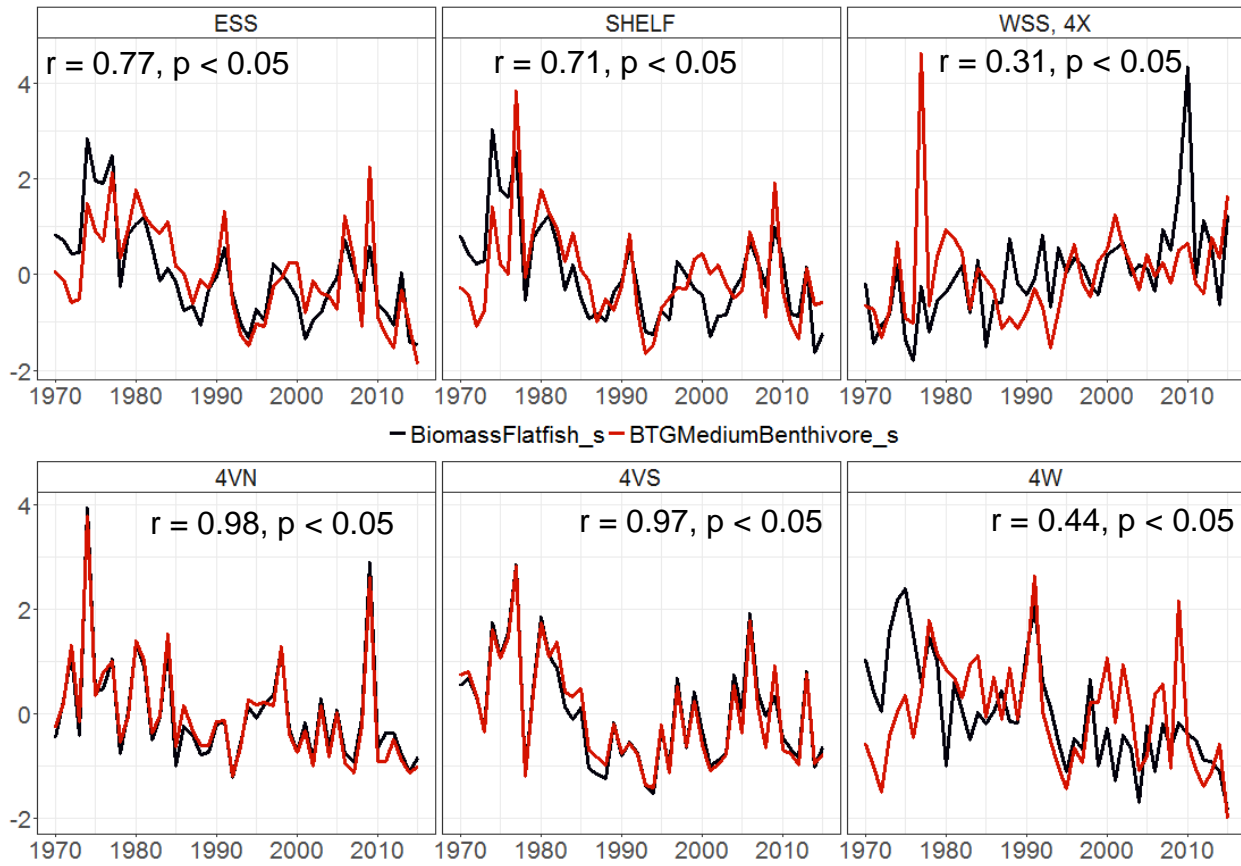 ESS SHELF WSS, 4X
r = 0.77, p < 0.05 r = 0.71, p < 0.05 r = 0.31, p < 0.05
4
2
0
-2
1970 1980 1990 2000 2010 1970 1980 1990 2000 2010 1970 1980 1990 2000 2010
BiomassFlatfish_s BTGMediumBenthivore_s
4VN 4VS 4W
r = 0.98, p < 0.05 r = 0.97, p < 0.05 r = 0.44, p < 0.05
4
2
0
-2
1970 1980 1990 2000 2010 1970 1980 1990 2000 2010 1970 1980 1990 2000 2010